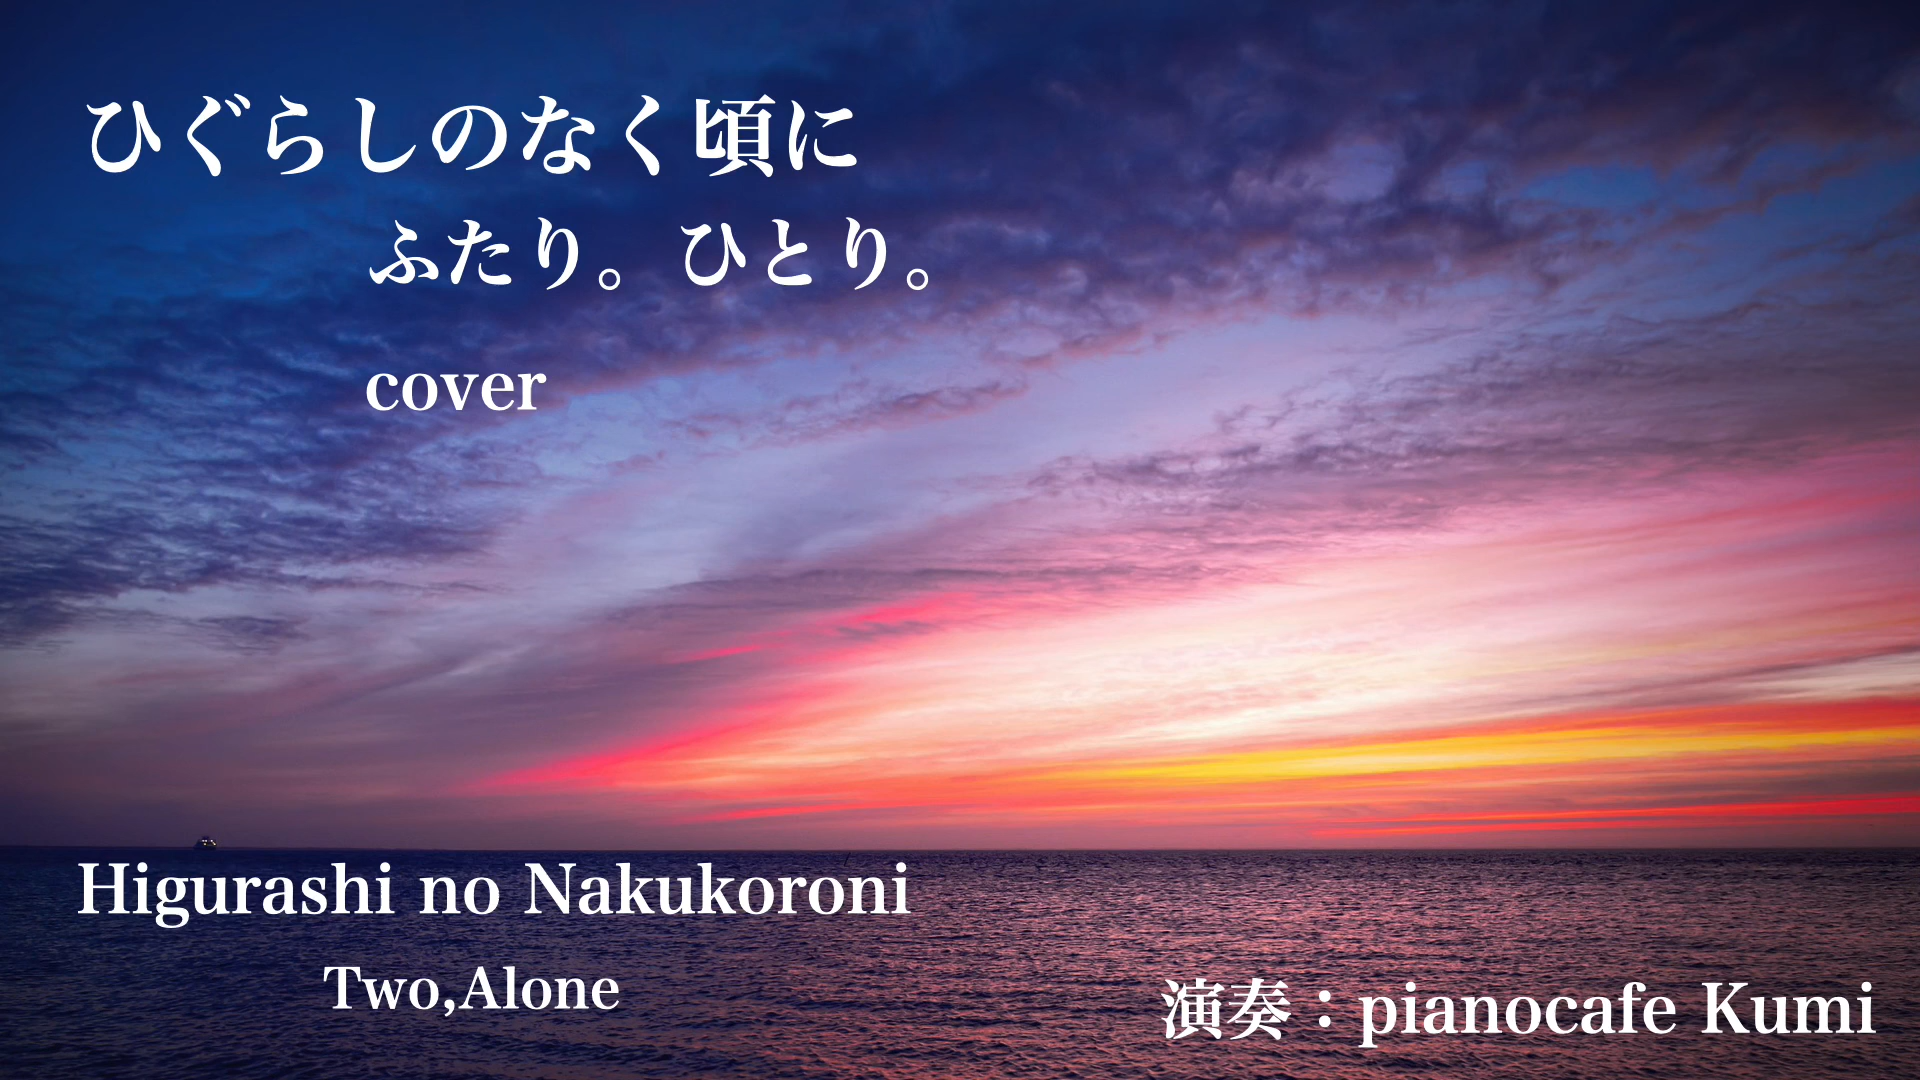 ひぐらしのなく頃に
ふたり。ひとり。
cover
Higurashi no Nakukoroni
Two,Alone
演奏：pianocafe Kumi